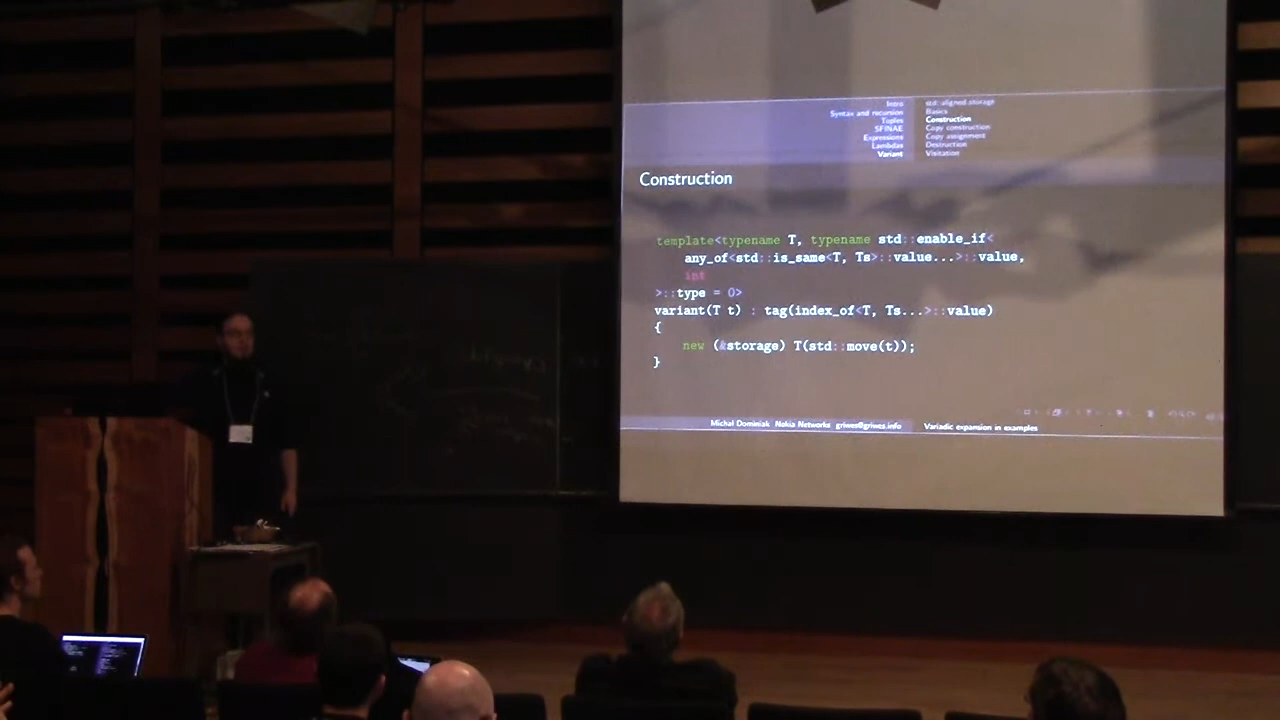 Intro
Syntax and recursion
Tuples
SFINAE
Expressions
Lambdas
Variant
std::aligned_storage
Basics
Construction
Copy construction
Copy assignment
Destruction
Visitation
Construction
template<typename T, typename std::enable_if<
any_of<std::is_same<T, Ts>::value...>::value,
int
>::type = 0>
variant(T t) : tag(index_of<T, Ts...>::value)
{
new (&storage) T(std::move(t));
}
Michał Dominiak Nokia Networks griwes@griwes.info
Variadic expansion in examples